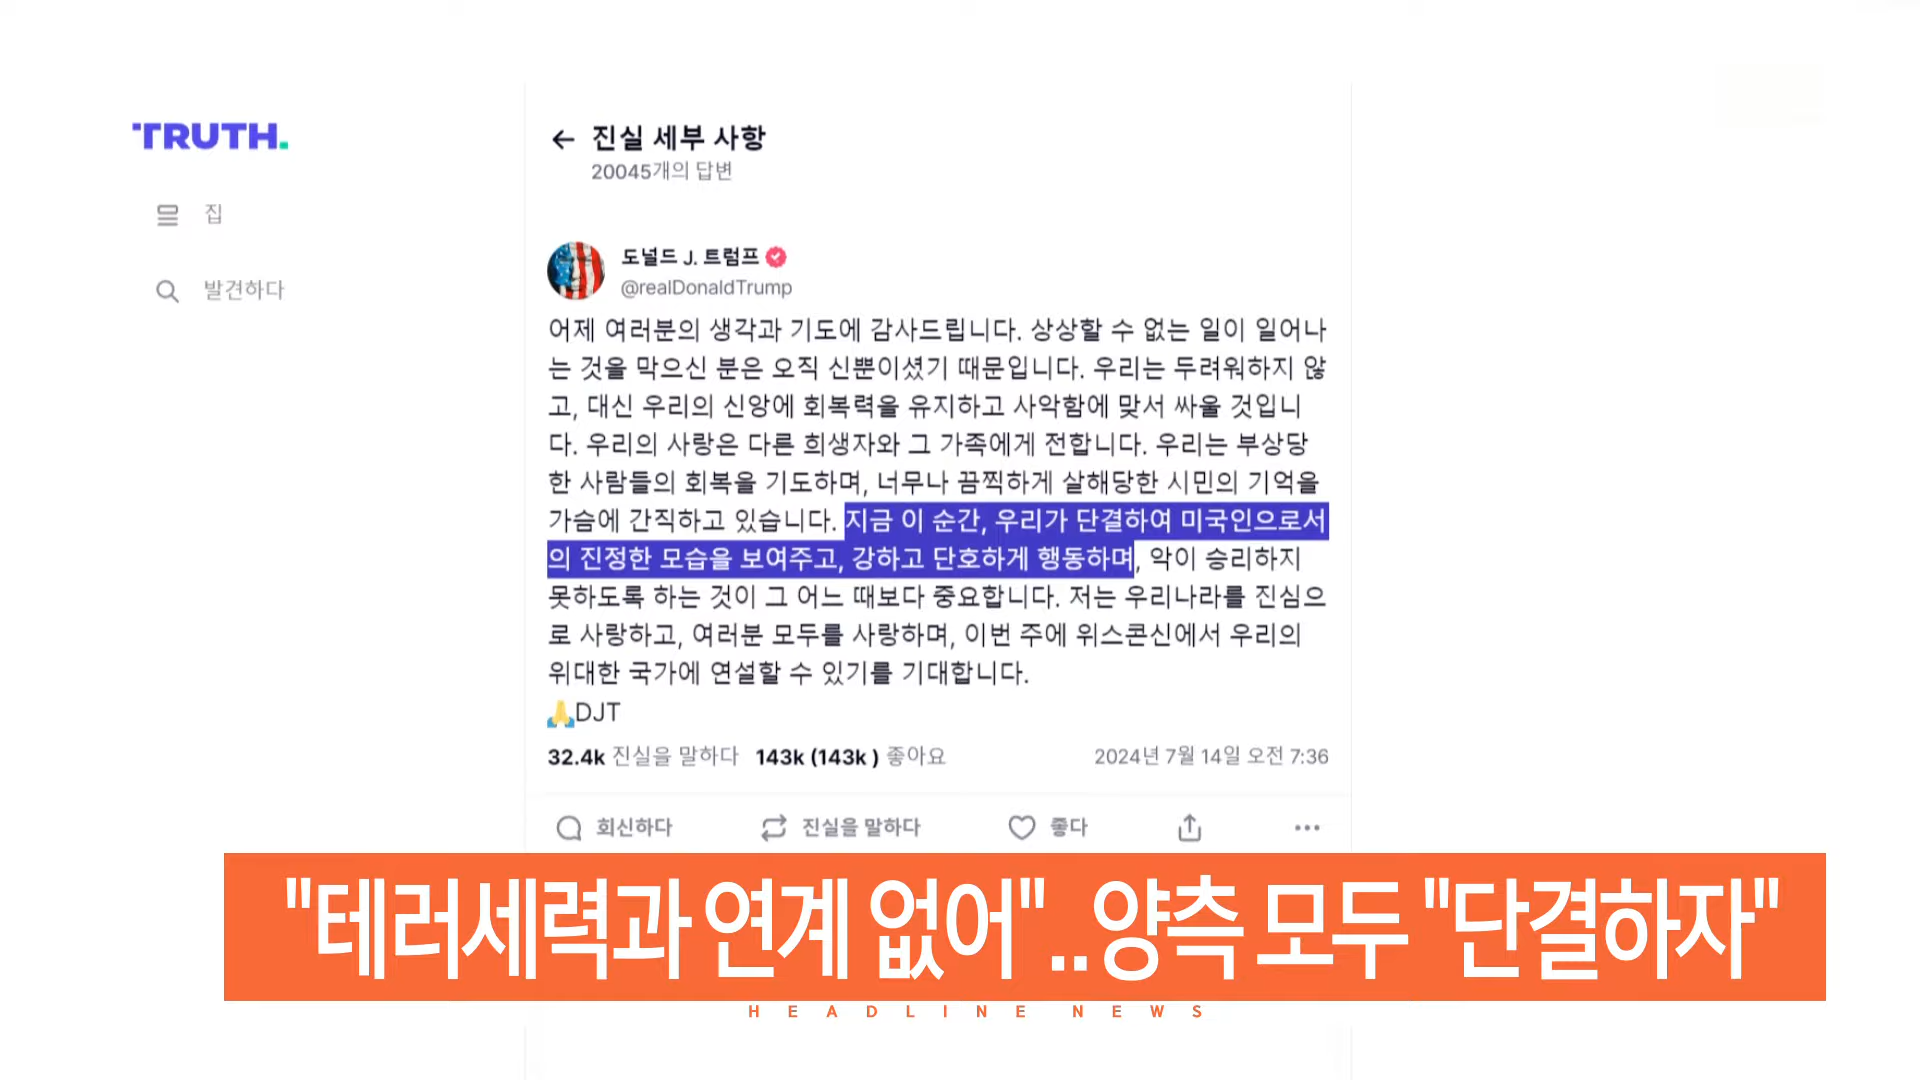 TRUTH.
집
발견하다
진실 세부 사항
20045개의 답변
도널드 J. 트럼프
@realDonaldTrump
어제 여러분의 생각과 기도에 감사드립니다. 상상할 수 없는 일이 일어나
는 것을 막으신 분은 오직 신뿐이셨기 때문입니다. 우리는 두려워하지 않
고, 대신 우리의 신앙에 회복력을 유지하고 사악함에 맞서 싸울 것입니
다. 우리의 사랑은 다른 희생자와 그 가족에게 전합니다. 우리는 부상당
한 사람들의 회복을 기도하며, 너무나 끔찍하게 살해당한 시민의 기억을
가슴에 간직하고 있습니다. 지금 이 순간, 우리가 단결하여 미국인으로서
의 진정한 모습을 보여주고, 강하고 단호하게 행동하며, 악이 승리하지
못하도록 하는 것이 그 어느 때보다 중요합니다. 저는 우리나라를 진심으
로 사랑하고, 여러분 모두를 사랑하며, 이번 주에 위스콘신에서 우리의
위대한 국가에 연설할 수 있기를 기대합니다.
🙏DJT
32.4k 진실을 말하다 143k (143k ) 좋아요 2024년 7월 14일 오전 7:36
회신하다 진실을 말하다 좋다
"테러세력과 연계 없어"..양측 모두 "단결하자"
HEADLINE NEWS